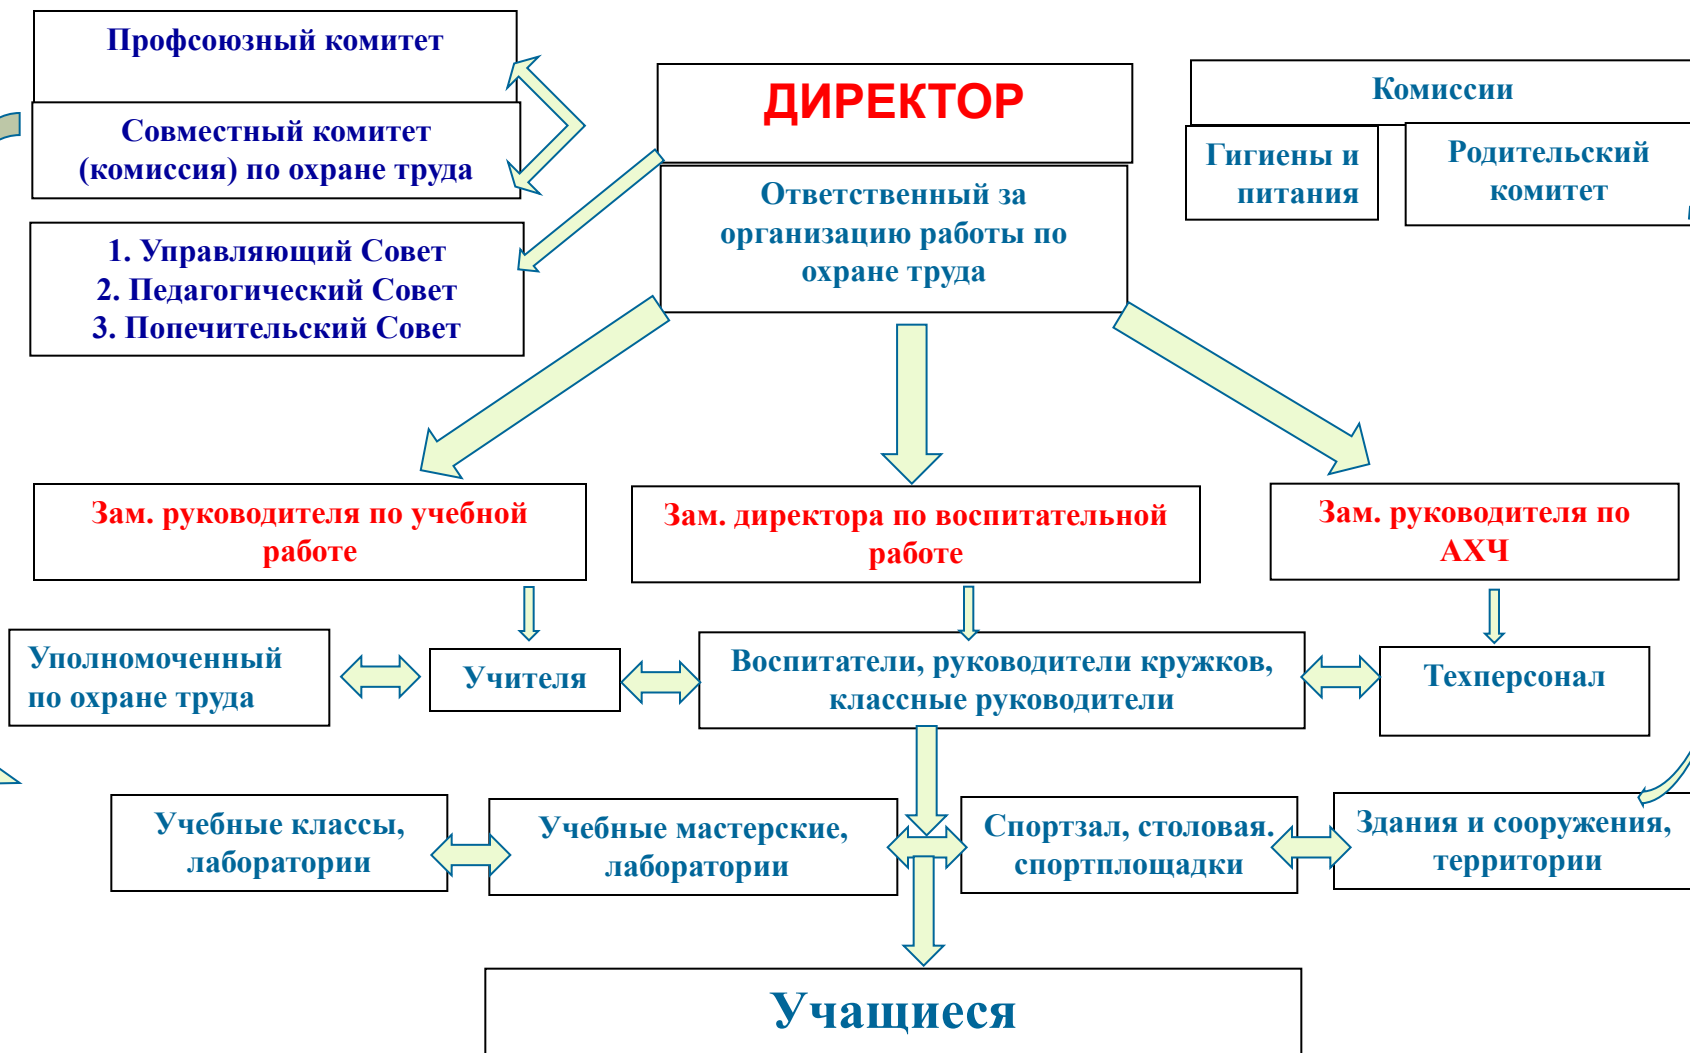 Профсоюзный комитет
Совместный комитет
(комиссия) по охране труда
1. Управляющий Совет
2. Педагогический Совет
3. Попечительский Совет
ДИРЕКТОР
Ответственный за
организацию работы по
охране труда
Комиссии
Гигиены и
питания
Родительский
комитет
Зам. руководителя по учебной
работе
Зам. директора по воспитательной
работе
Зам. руководителя по
АХЧ
Уполномоченный
по охране труда
Учителя
Воспитатели, руководители кружков,
классные руководители
Техперсонал
Учебные классы,
лаборатории
Учебные мастерские,
лаборатории
Спортзал, столовая.
спортплощадки
Здания и сооружения,
территории
Учащиеся